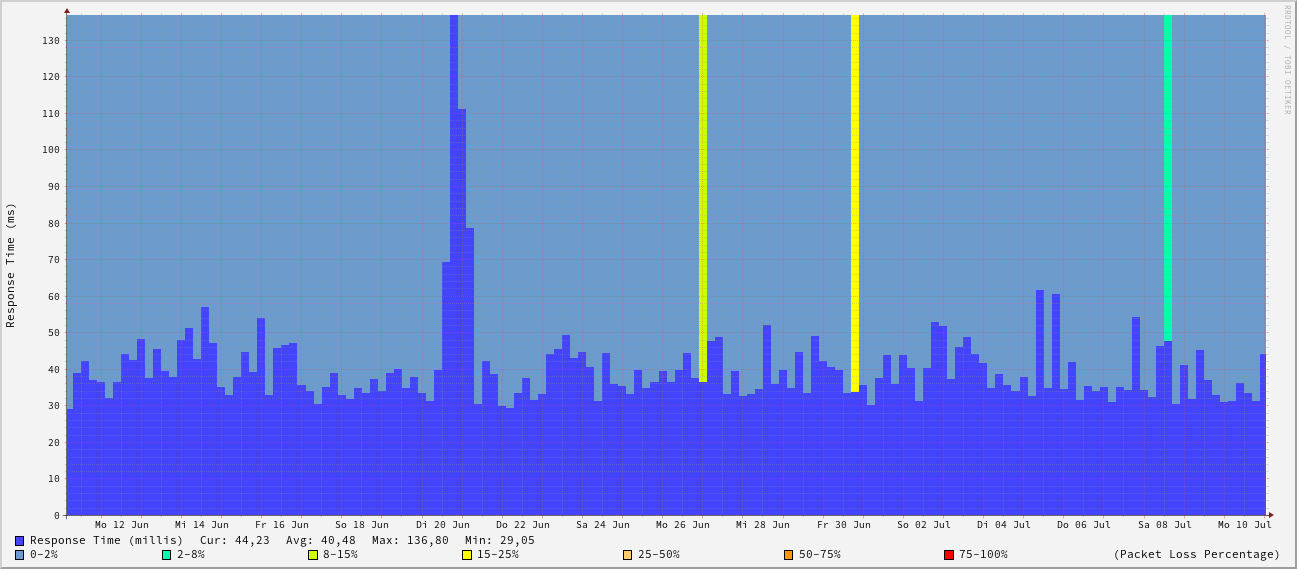 RRDTOOL / TOBI OETIKER
Response Time (ms)
130
120
110
100
90
80
70
60
50
40
30
20
10
0
Mo 12 Jun Mi 14 Jun Fr 16 Jun So 18 Jun Di 20 Jun Do 22 Jun Sa 24 Jun Mo 26 Jun Mi 28 Jun Fr 30 Jun So 02 Jul Di 04 Jul Do 06 Jul Sa 08 Jul Mo 10 Jul
Response Time (millis) Cur: 44,23 Avg: 40,48 Max: 136,80 Min: 29,05
0-2% 2-8% 8-15% 15-25% 25-50% 50-75% 75-100% (Packet Loss Percentage)